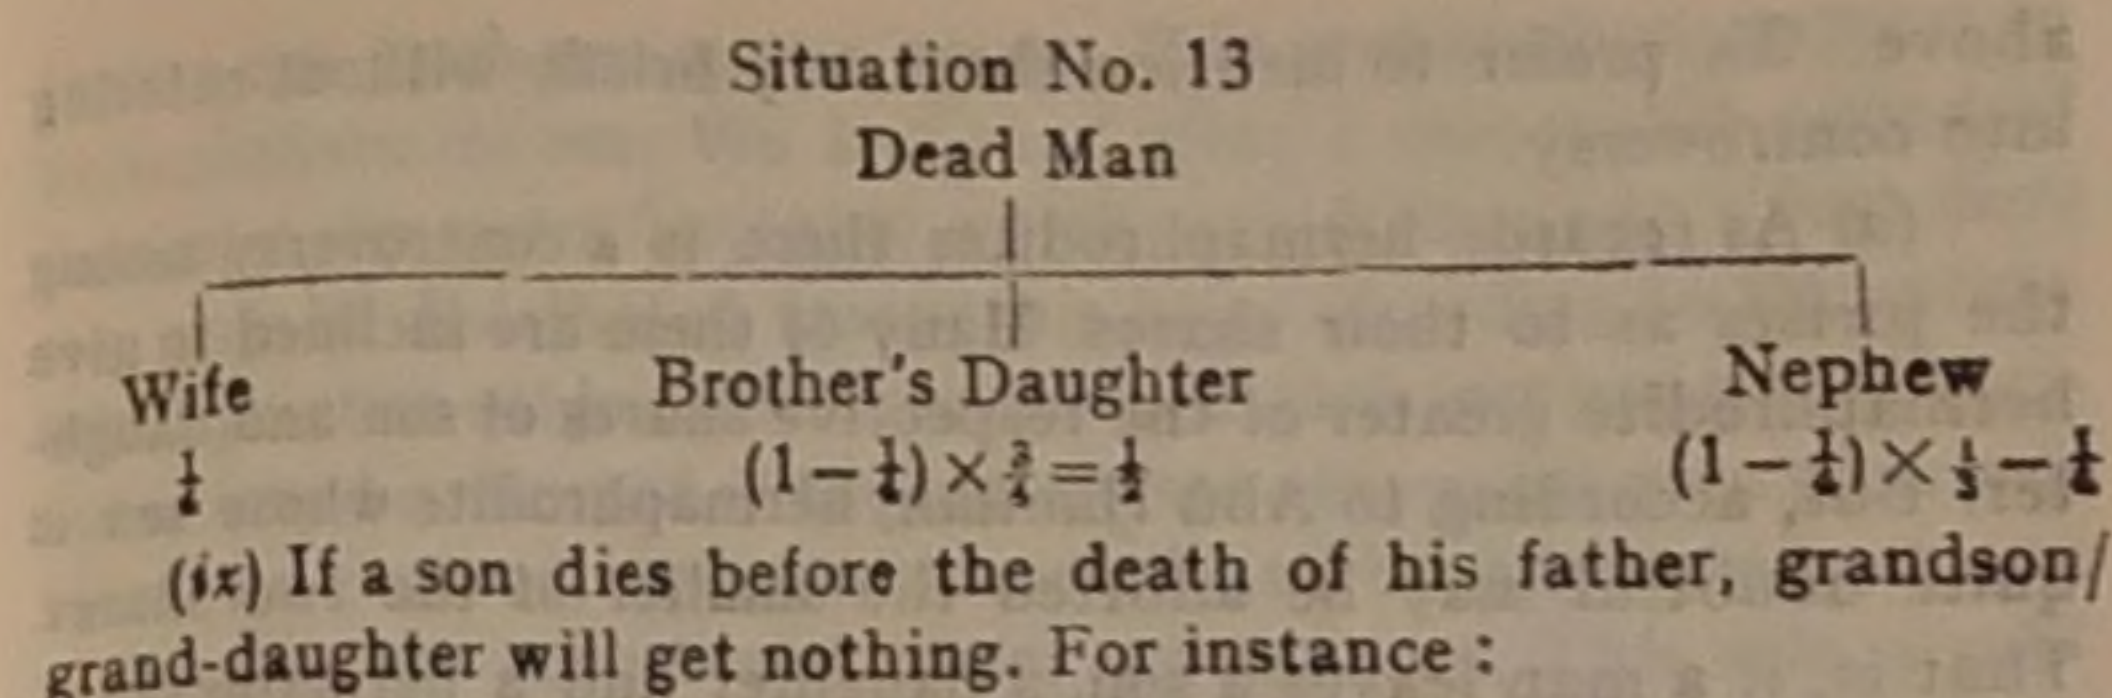 Situation No. 13
Dead Man
Wife Brother's Daughter Nephew
¼ (1−¼)×⅔=½ (1−¼)×⅓−¼
(ix) If a son dies before the death of his father, grandson/
grand-daughter will get nothing. For instance :